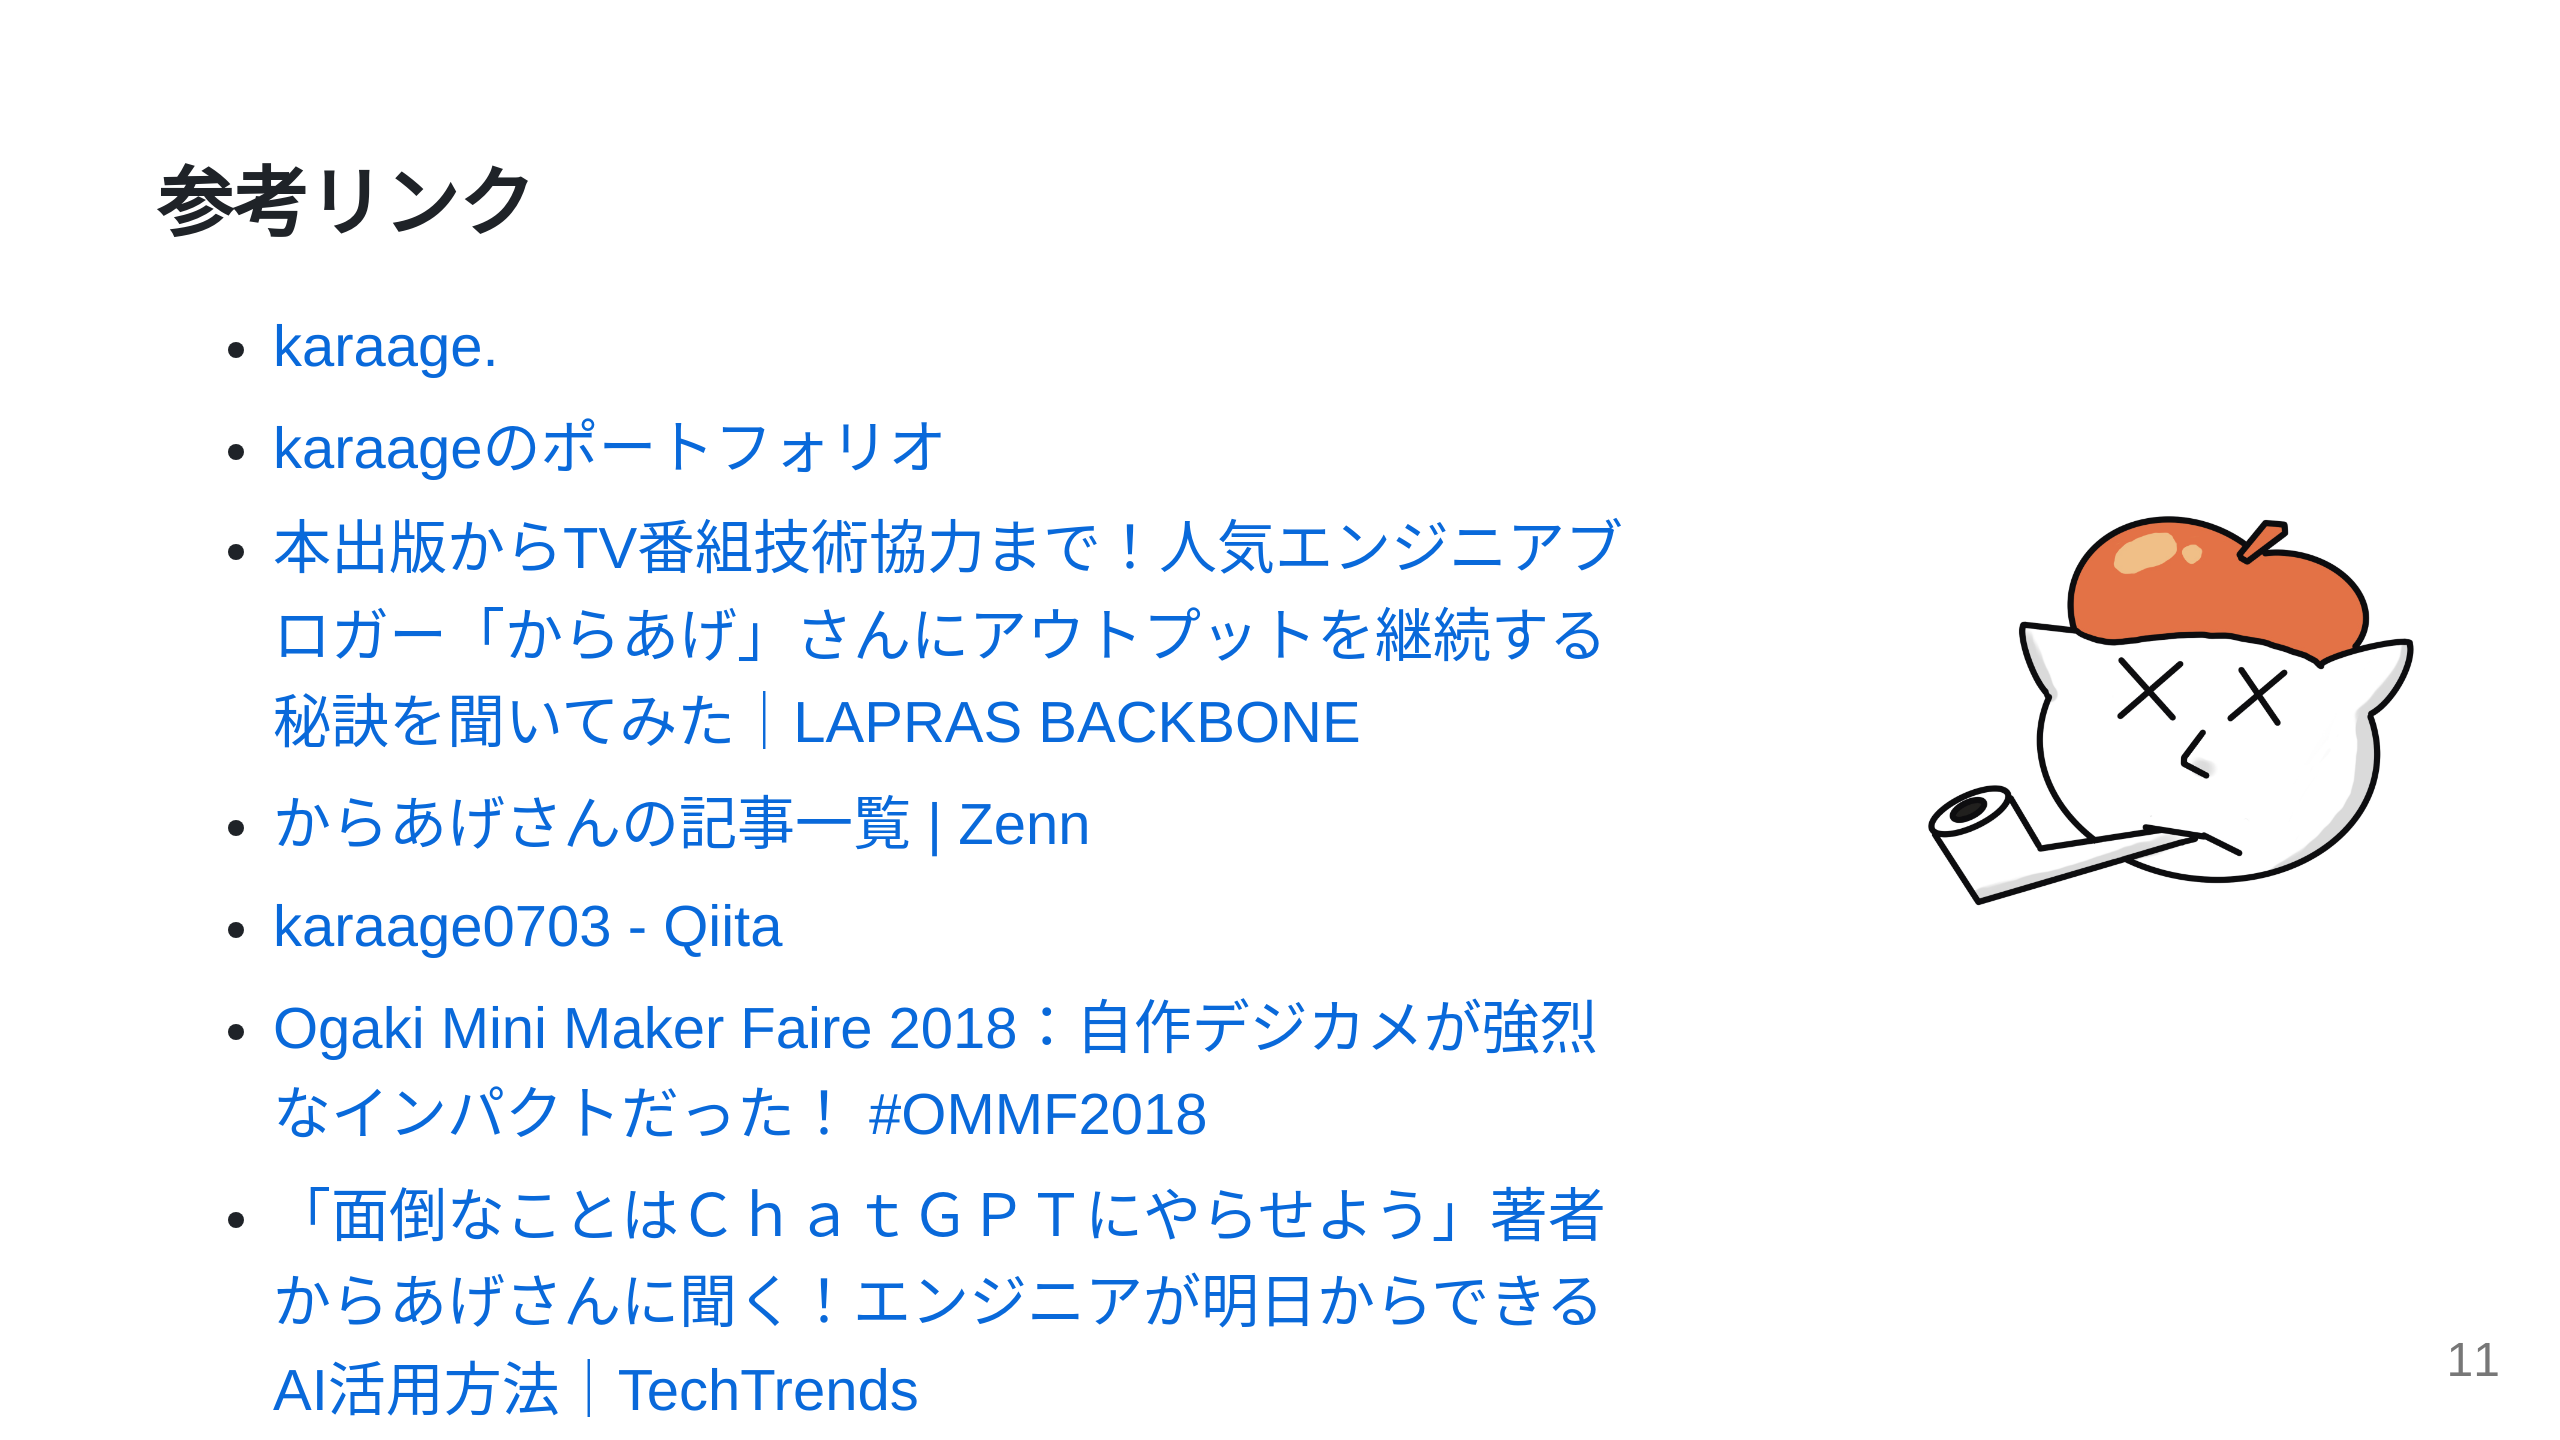 参考リンク
karaage.
karaageのポートフォリオ
本出版からTV番組技術協力まで！人気エンジニアブ
ロガー「からあげ」さんにアウトプットを継続する
秘訣を聞いてみた｜LAPRAS BACKBONE
からあげさんの記事一覧 | Zenn
karaage0703 - Qiita
Ogaki Mini Maker Faire 2018：自作デジカメが強烈
なインパクトだった！ #OMMF2018
「面倒なことはＣｈａｔＧＰＴにやらせよう」著者
からあげさんに聞く！エンジニアが明日からできる
AI活用方法｜TechTrends
11